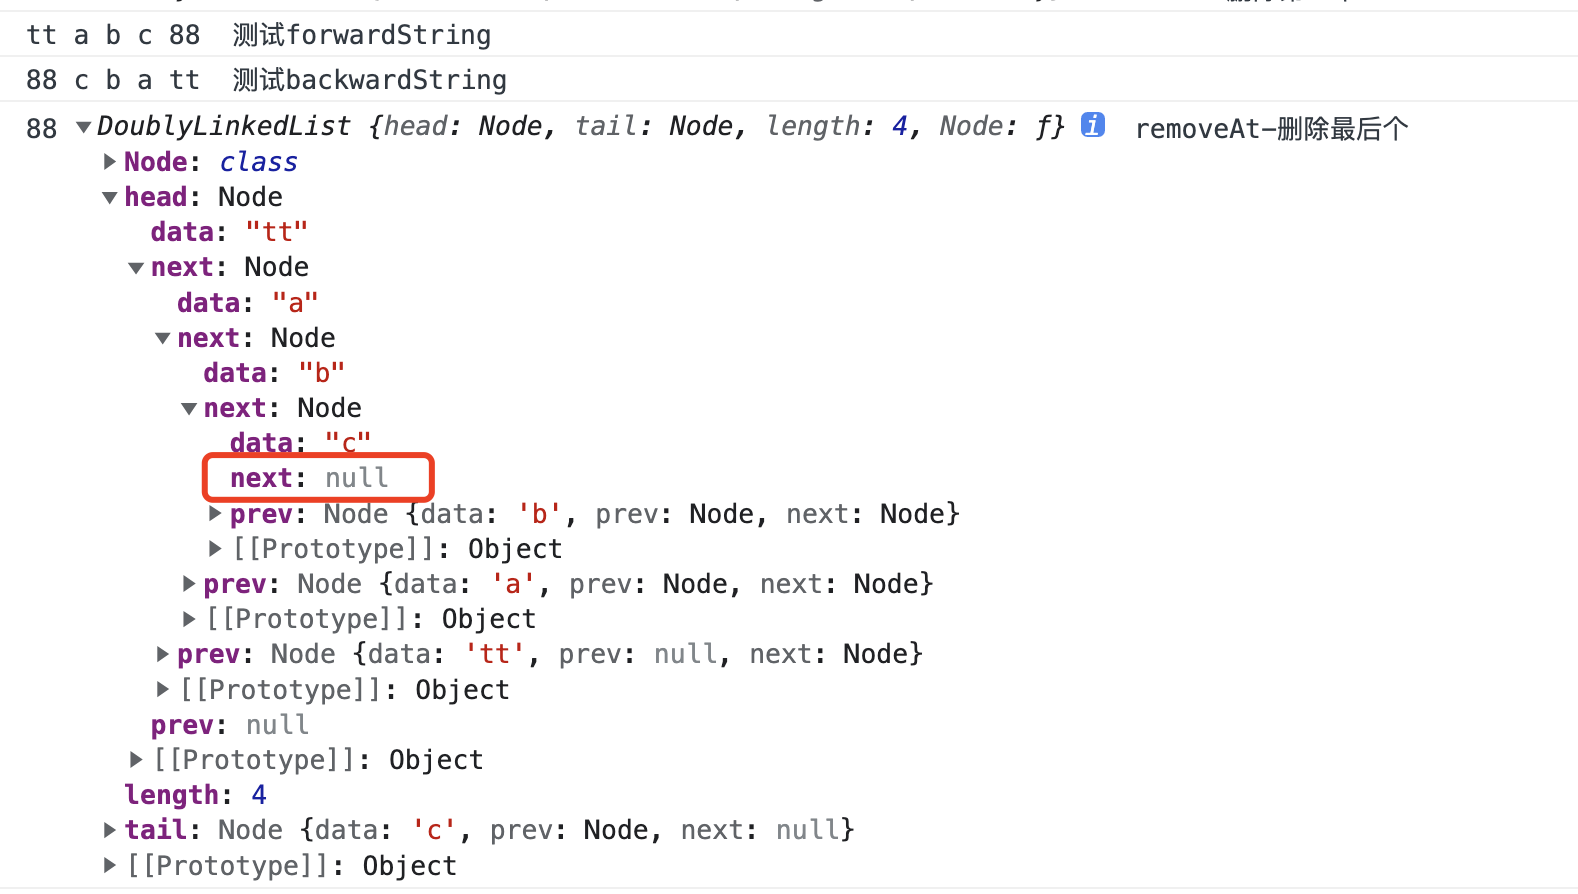 tt a b c 88 测试forwardString
88 c b a tt 测试backwardString
88 ▼DoublyLinkedList {head: Node, tail: Node, length: 4, Node: ƒ} i removeAt-删除最后个
▶Node: class
▼head: Node
data: "tt"
▼next: Node
data: "a"
▼next: Node
data: "b"
▼next: Node
data: "c"
next: null
▶prev: Node {data: 'b', prev: Node, next: Node}
▶[[Prototype]]: Object
▶prev: Node {data: 'a', prev: Node, next: Node}
▶[[Prototype]]: Object
▶prev: Node {data: 'tt', prev: null, next: Node}
▶[[Prototype]]: Object
prev: null
▶[[Prototype]]: Object
length: 4
▶tail: Node {data: 'c', prev: Node, next: null}
▶[[Prototype]]: Object